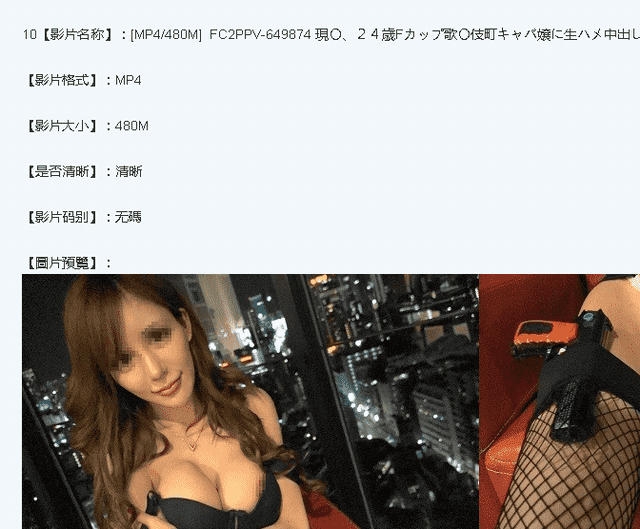 10【影片名称】：[MP4/480M] FC2PPV-649874 現〇、２４歳Fカップ歌〇伎町キャバ嬢に生ハメ中出し
【影片格式】：MP4
【影片大小】：480M
【是否清晰】：清晰
【影片码别】：无碼
【圖片預覽】：